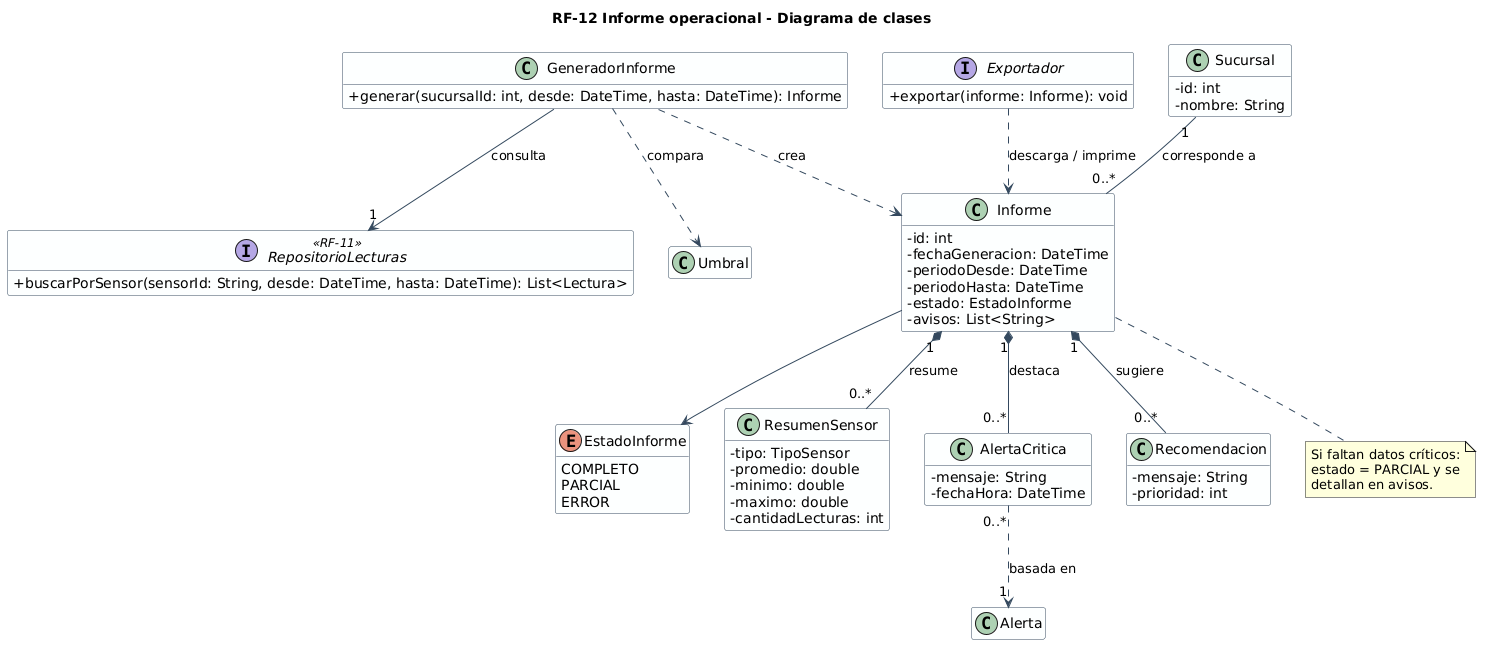 RF-12 Informe operacional - Diagrama de clases
C GeneradorInforme
+generar(sucursalId: int, desde: DateTime, hasta: DateTime): Informe
I Exportador
+exportar(informe: Informe): void
C Sucursal
-id: int
-nombre: String
consulta
compara
crea
descarga / imprime
1
corresponde a
0..*
1
«RF-11»
I RepositorioLecturas
+buscarPorSensor(sensorId: String, desde: DateTime, hasta: DateTime): List<Lectura>
C Umbral
C Informe
-id: int
-fechaGeneracion: DateTime
-periodoDesde: DateTime
-periodoHasta: DateTime
-estado: EstadoInforme
-avisos: List<String>
1
resume
0..*
1
destaca
0..*
1
sugiere
0..*
E EstadoInforme
COMPLETO
PARCIAL
ERROR
C ResumenSensor
-tipo: TipoSensor
-promedio: double
-minimo: double
-maximo: double
-cantidadLecturas: int
C AlertaCritica
-mensaje: String
-fechaHora: DateTime
C Recomendacion
-mensaje: String
-prioridad: int
Si faltan datos críticos:
estado = PARCIAL y se
detallan en avisos.
0..*
basada en
1
C Alerta